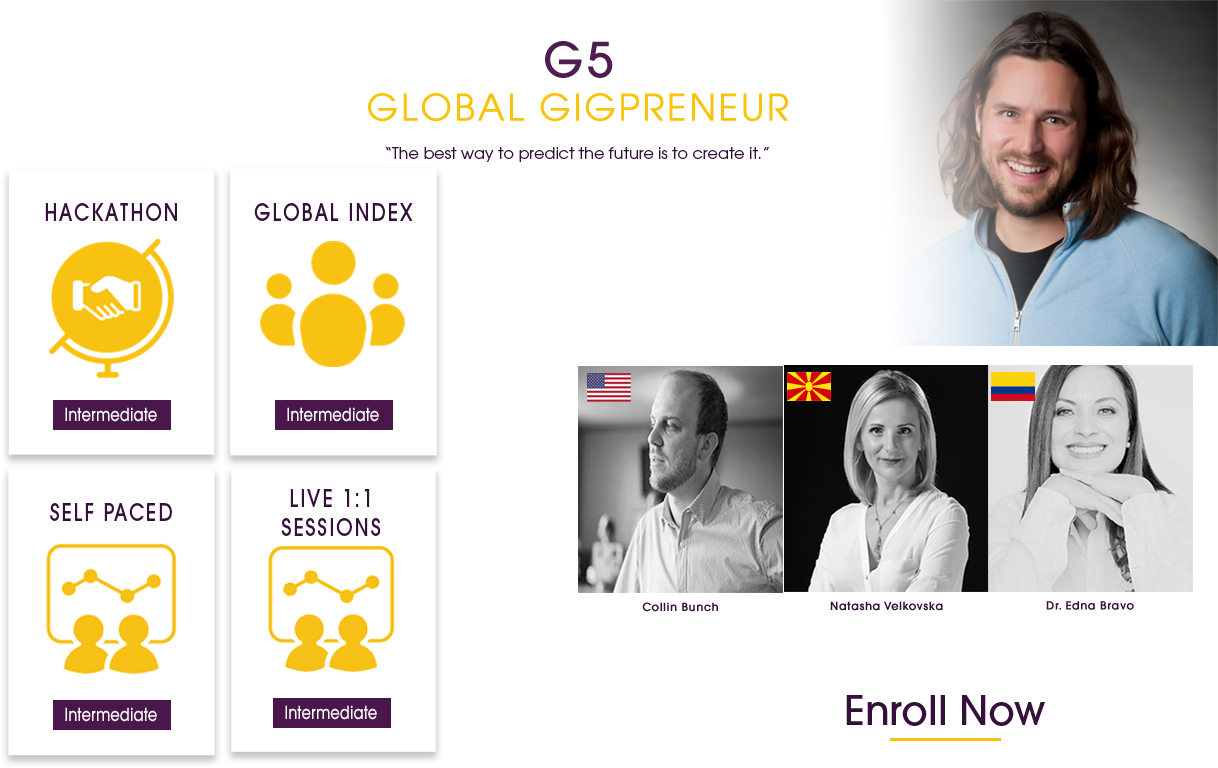 G5
GLOBAL GIGPRENEUR
“The best way to predict the future is to create it.”
HACKATHON
Intermediate
GLOBAL INDEX
Intermediate
SELF PACED
Intermediate
LIVE 1:1
SESSIONS
Intermediate
Collin Bunch
Natasha Velkovska
Dr. Edna Bravo
Enroll Now